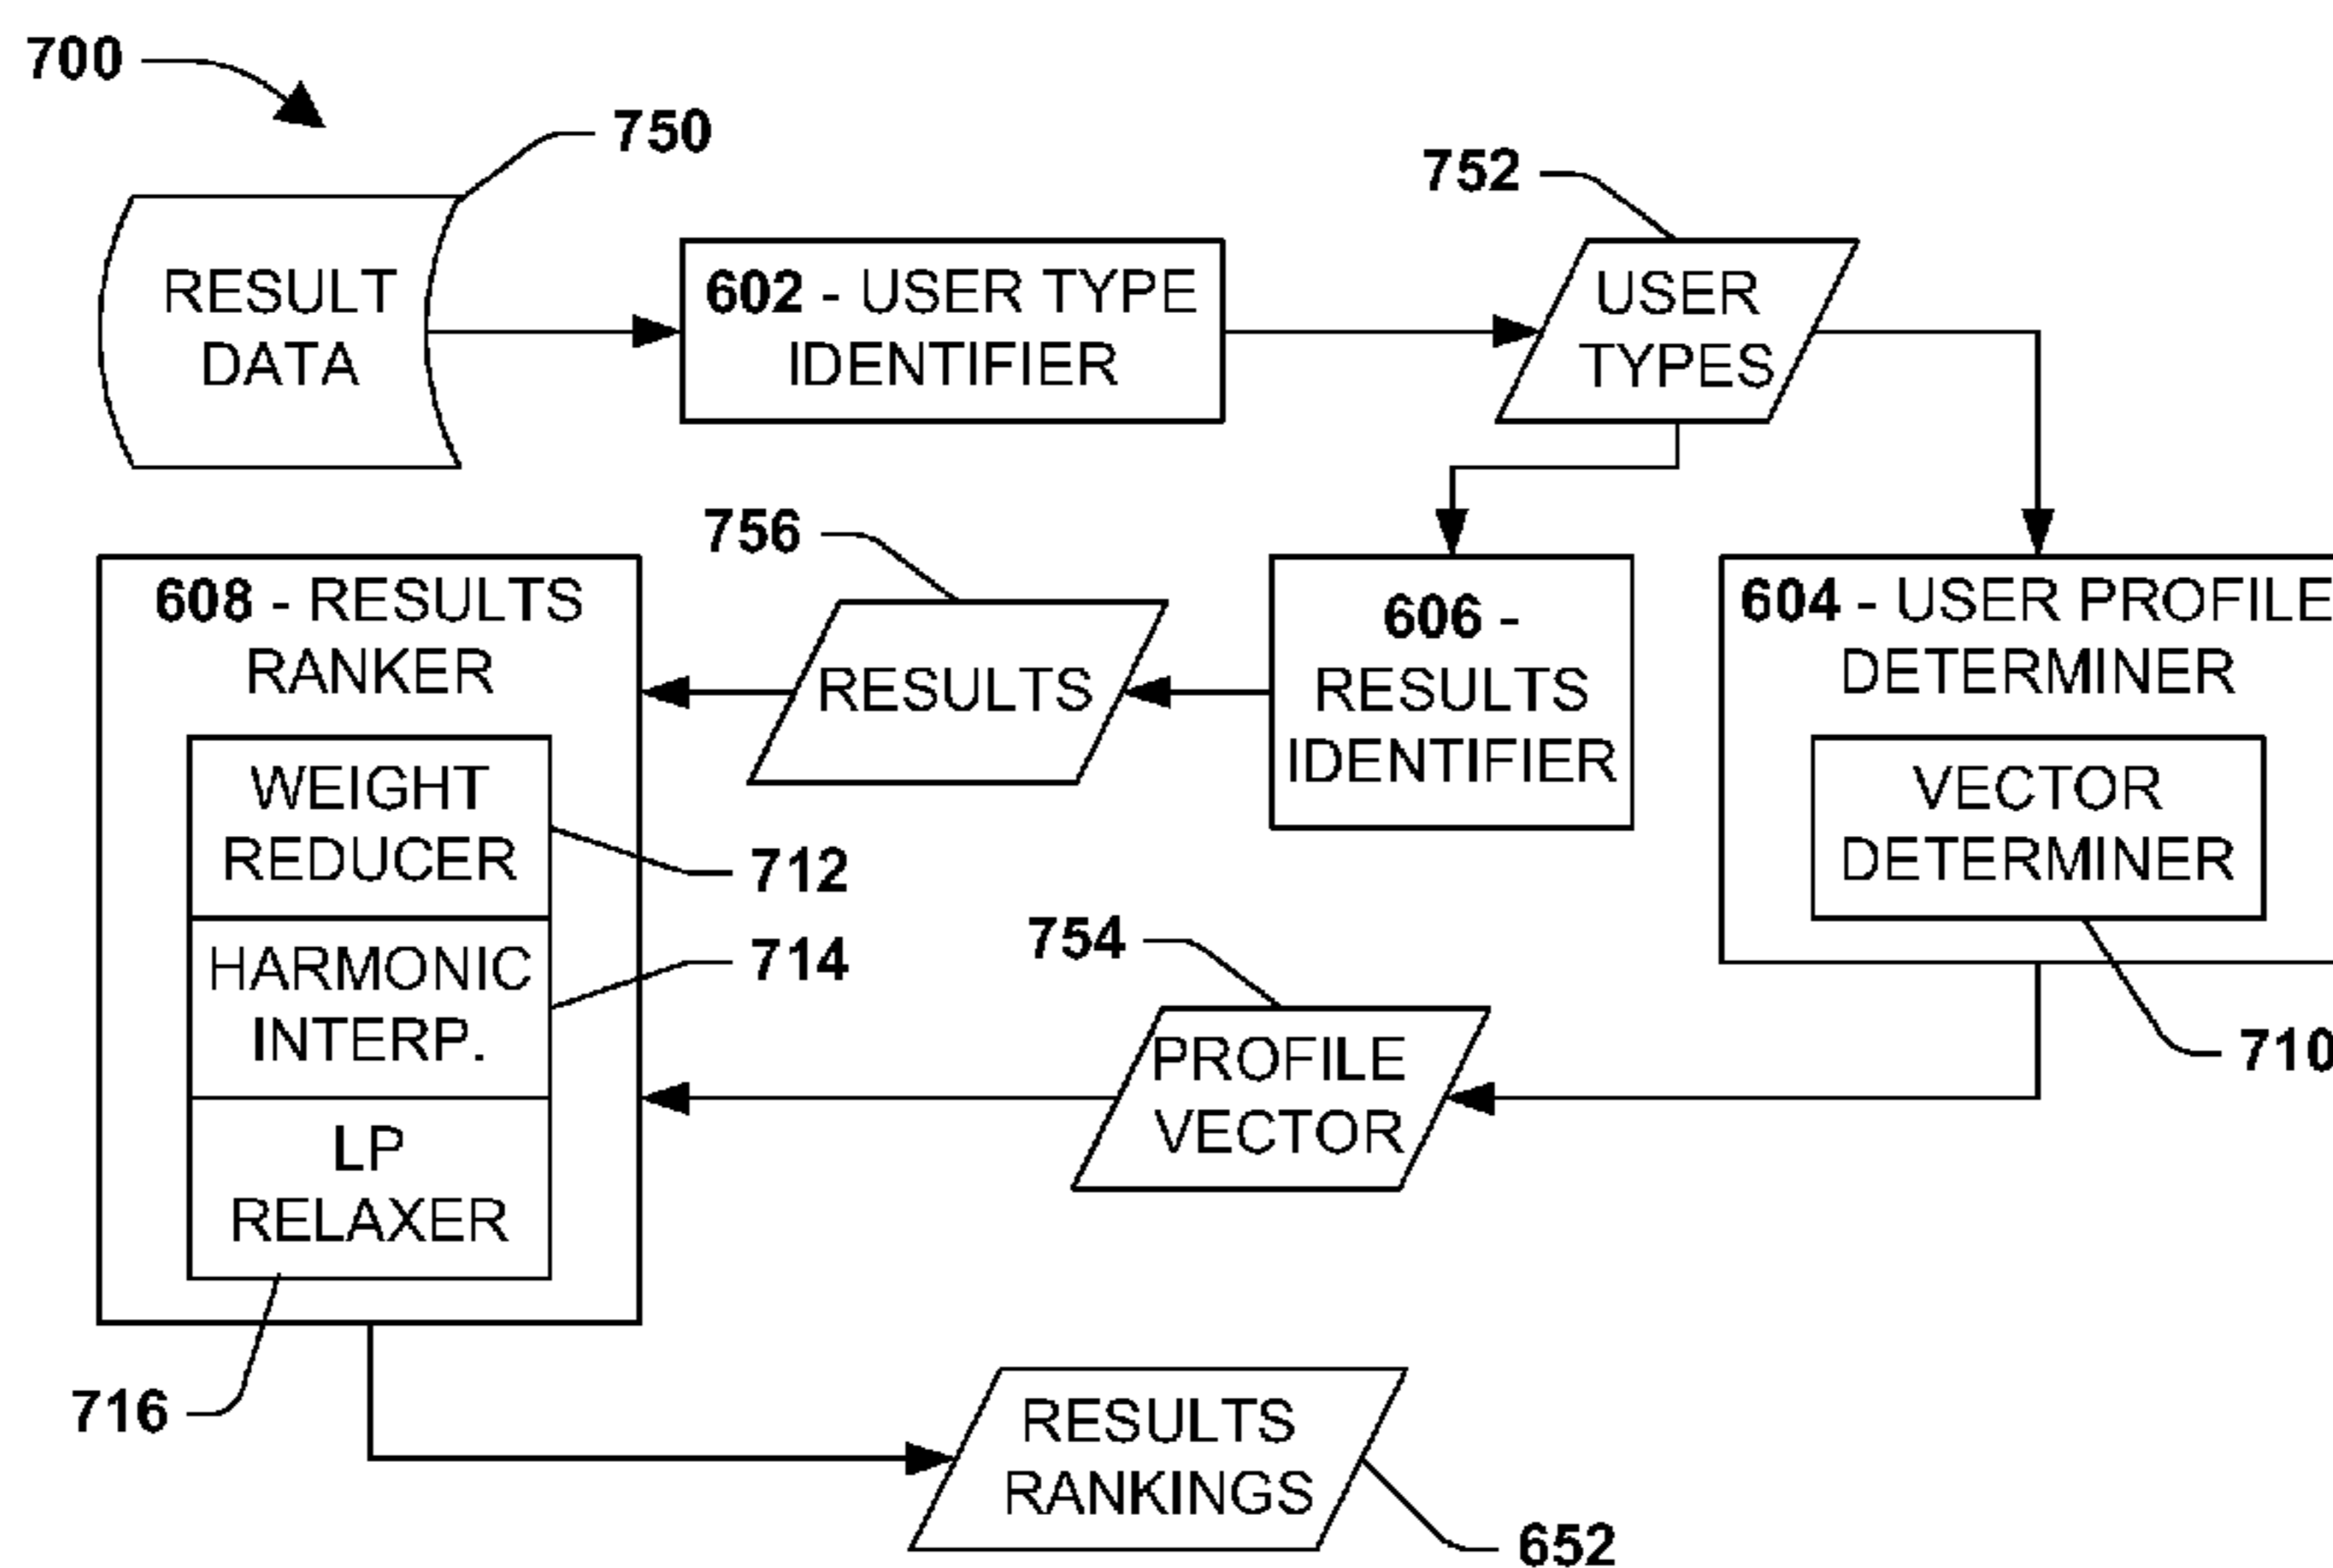 700
750
752
RESULT
DATA
602 - USER TYPE
IDENTIFIER
USER
TYPES
756
608 - RESULTS
RANKER
RESULTS
606 -
RESULTS
IDENTIFIER
604 - USER PROFILE
DETERMINER
WEIGHT
REDUCER
712
VECTOR
DETERMINER
HARMONIC
INTERP.
714
754
PROFILE
VECTOR
710
LP
RELAXER
716
RESULTS
RANKINGS
652